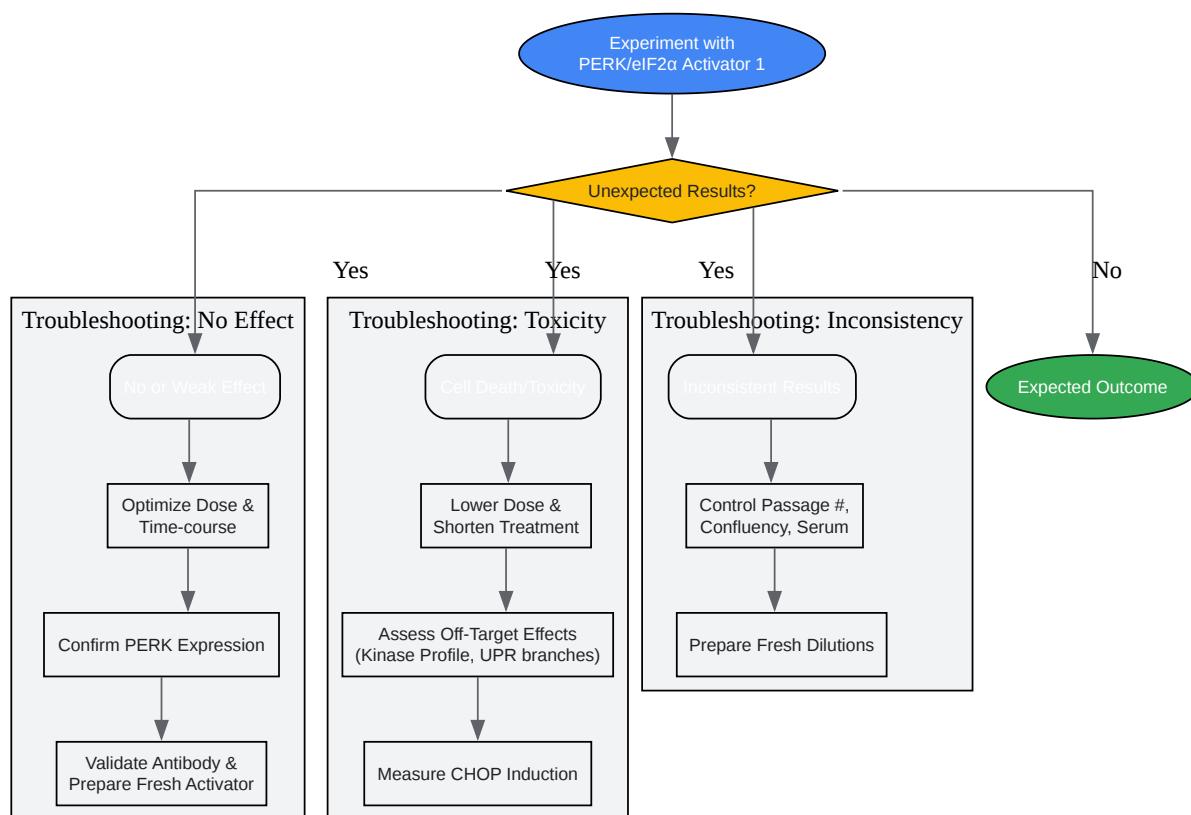 Experiment with
PERK/eIF2α Activator 1
Unexpected Results?
Yes
Yes
Yes
No
Troubleshooting: No Effect
Troubleshooting: Toxicity
Troubleshooting: Inconsistency
No or Weak Effect
Cell Death/Toxicity
Inconsistent Results
Expected Outcome
Optimize Dose &
Time-course
Lower Dose &
Shorten Treatment
Control Passage #,
Confluency, Serum
Confirm PERK Expression
Assess Off-Target Effects
(Kinase Profile, UPR branches)
Prepare Fresh Dilutions
Validate Antibody &
Prepare Fresh Activator
Measure CHOP Induction